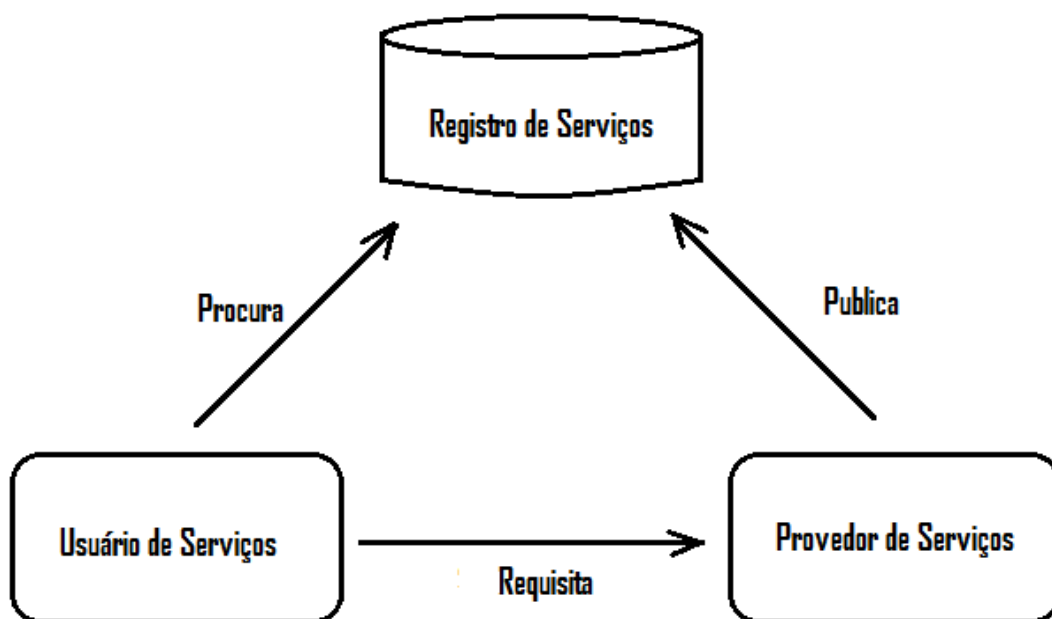 Registro de Serviços
Procura
Publica
Usuário de Serviços
Provedor de Serviços
Requisita